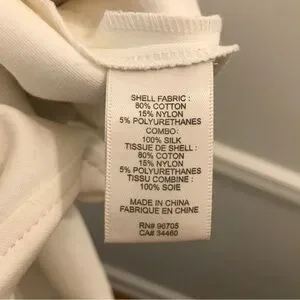 SHELL FABRIC :
80% COTTON
15% NYLON
5% POLYURETHANES
COMBO:
100% SILK
TISSUE DE SHELL :
80% COTON
15% NYLON
5% POLYURETHANES
TISSU COMBINE :
100% SOIE
MADE IN CHINA
FABRIQUE EN CHINE
RN# 96705
CA# 34460